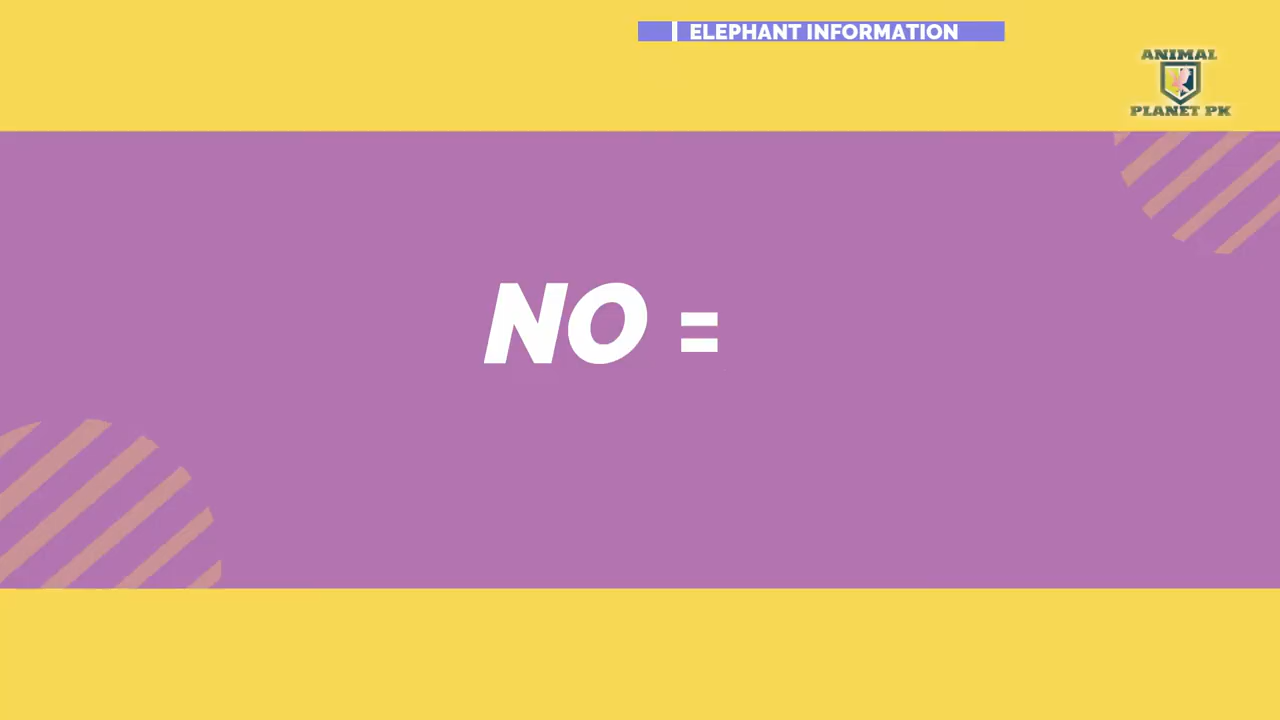 ELEPHANT INFORMATION
ANIMAL
PLANET PK
NO =